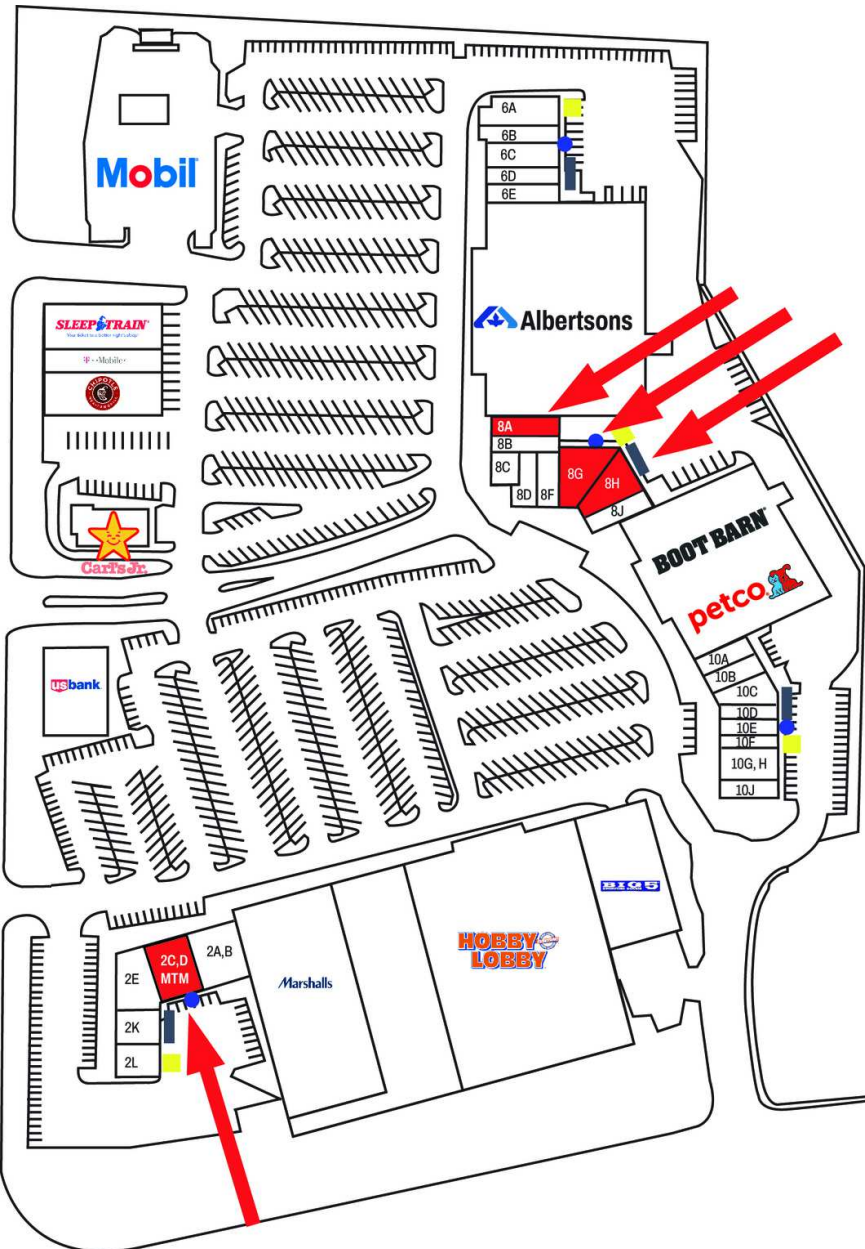 Mobil
6A
6B
6C
6D
6E
SLEEP TRAIN
T··Mobile·
CHIPOTLE
Albertsons
8A
8B
8C
8D
8F
8G
8H
8J
BOOT BARN
petco
Carl's Jr.
usbank
10A
10B
10C
10D
10E
10F
10G, H
10J
BIG 5
HOBBY
LOBBY
Marshalls
2A,B
2C,D
MTM
2E
2K
2L